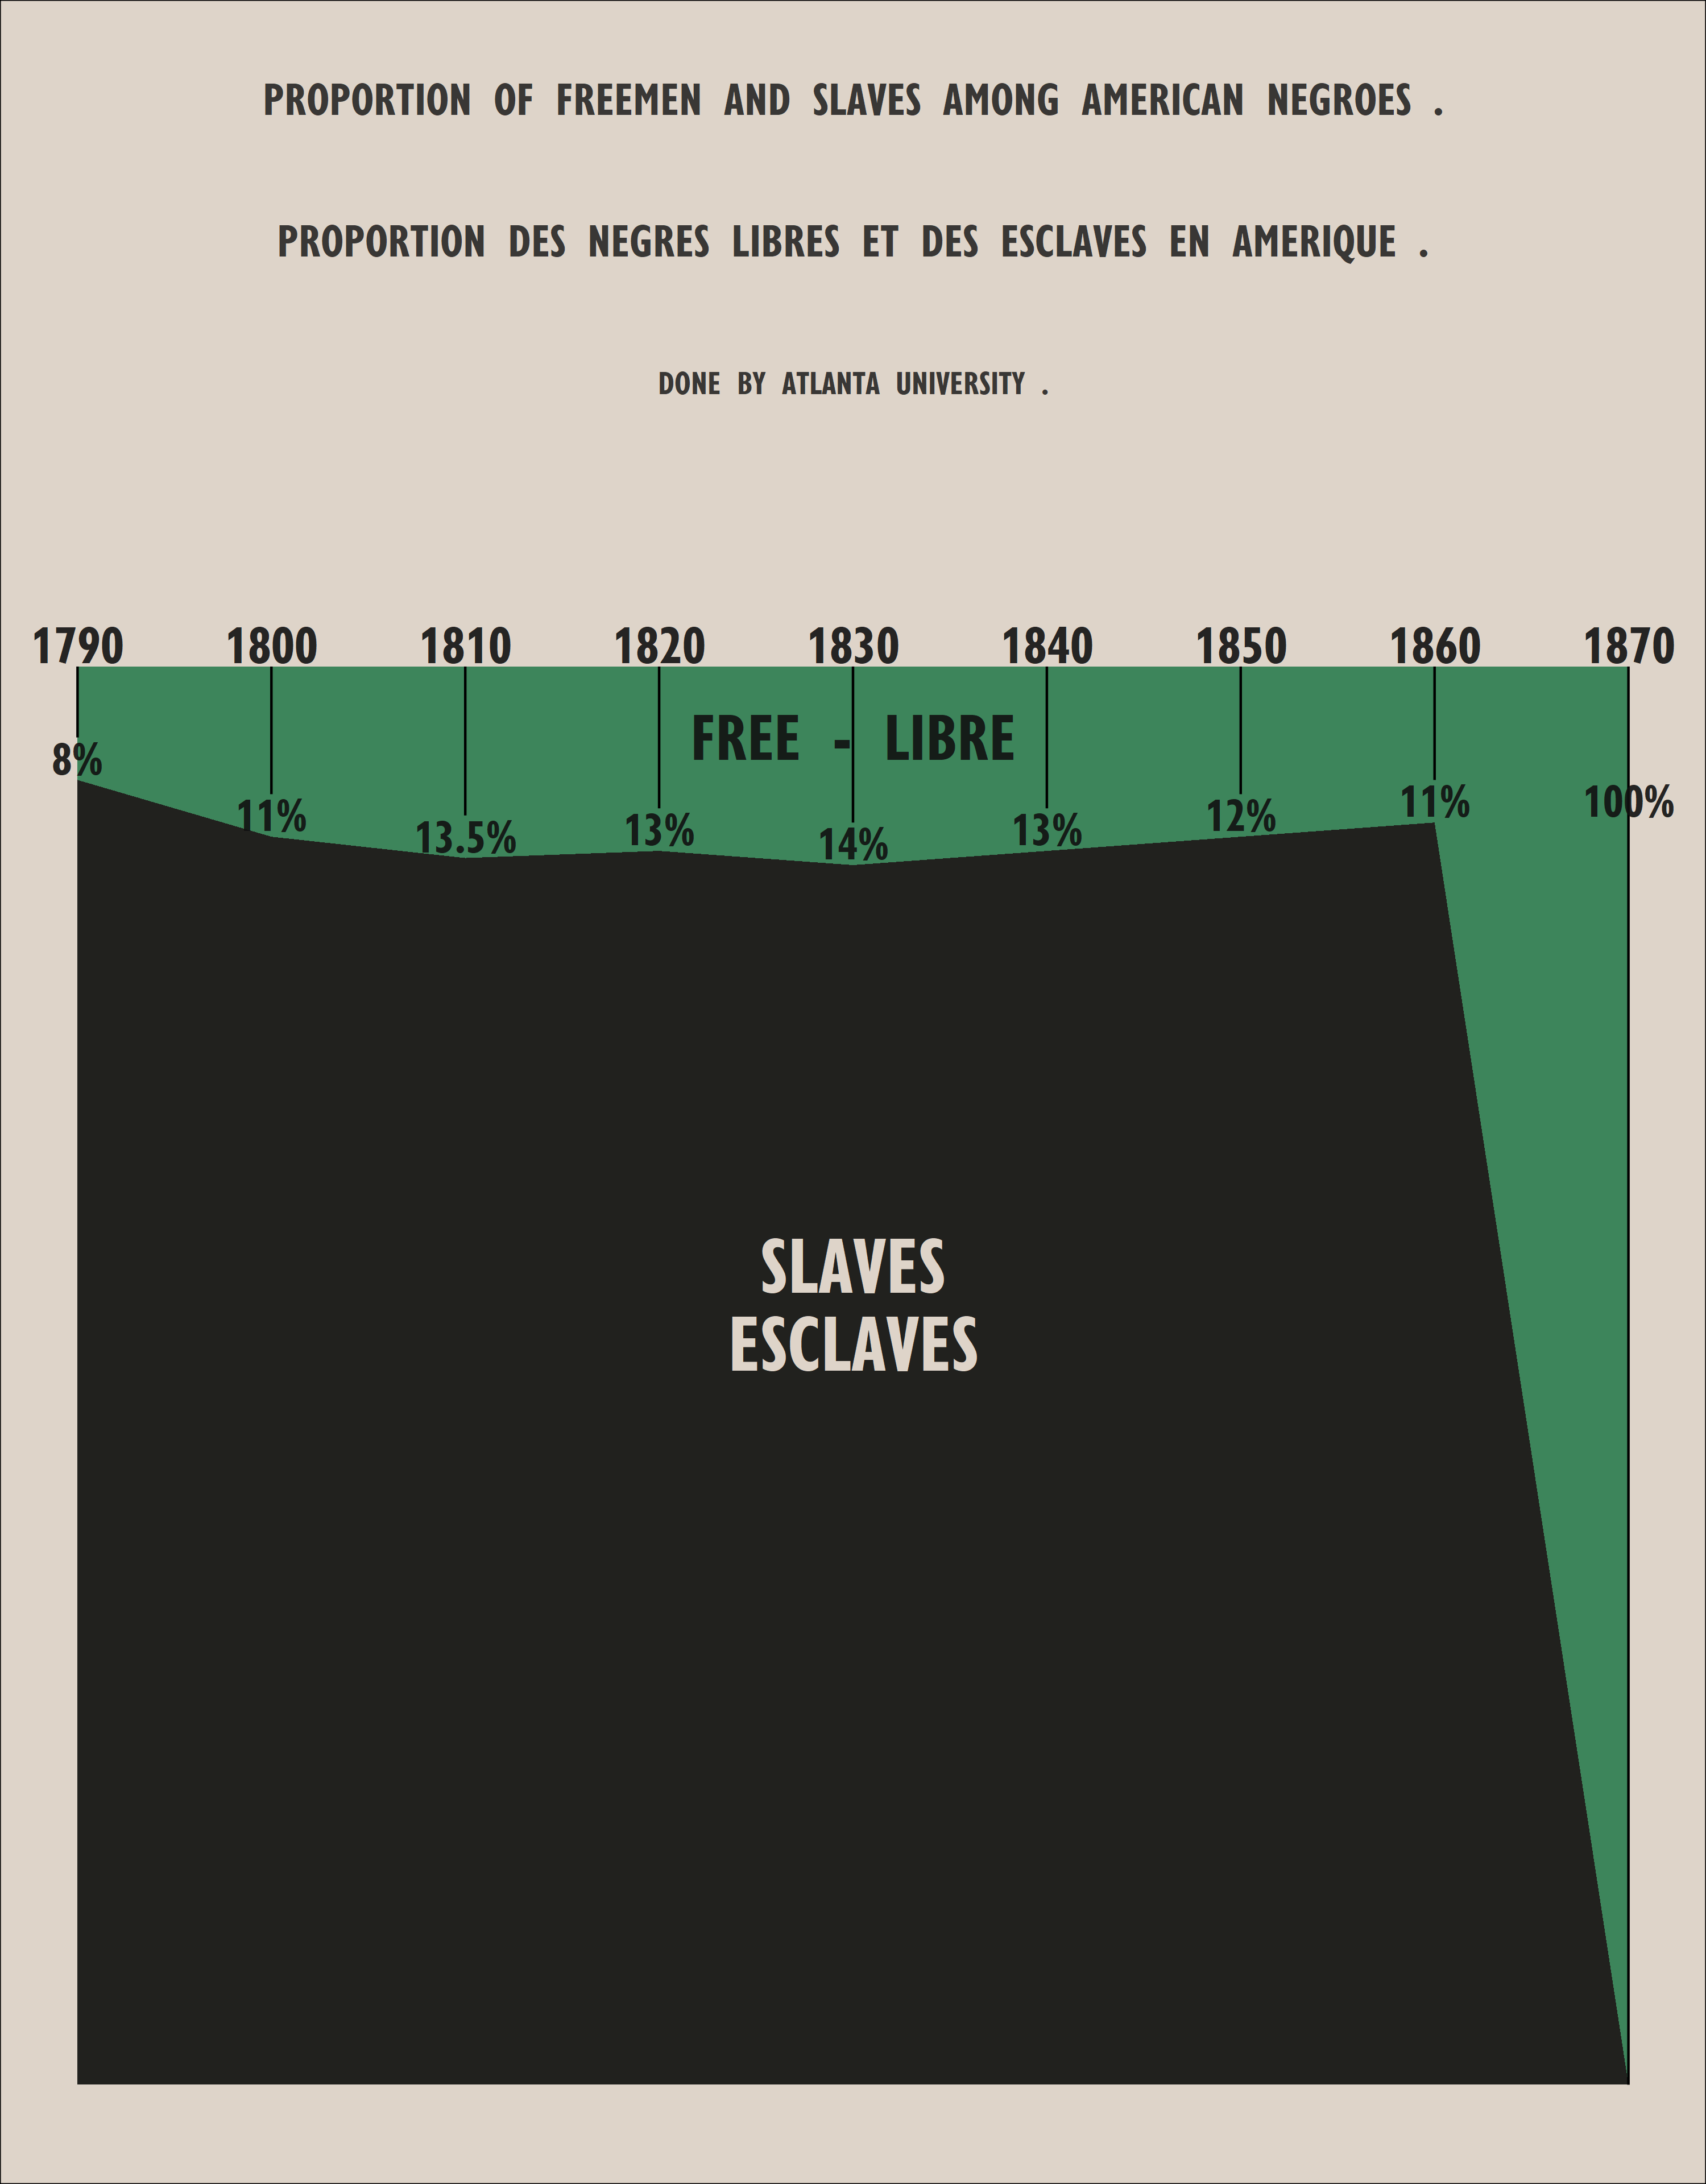 PROPORTION OF FREEMEN AND SLAVES AMONG AMERICAN NEGROES .
PROPORTION DES NEGRES LIBRES ET DES ESCLAVES EN AMERIQUE .
DONE BY ATLANTA UNIVERSITY .
1790 1800 1810 1820 1830 1840 1850 1860 1870
FREE - LIBRE
8% 11% 13.5% 13% 14% 13% 12% 11% 100%
SLAVES
ESCLAVES